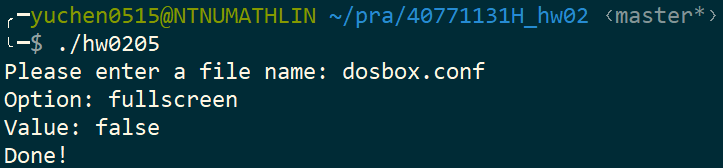 ╭─yuchen0515@NTNUMATHLIN ~/pra/40771131H_hw02 ‹master*›
╰─$ ./hw0205
Please enter a file name: dosbox.conf
Option: fullscreen
Value: false
Done!